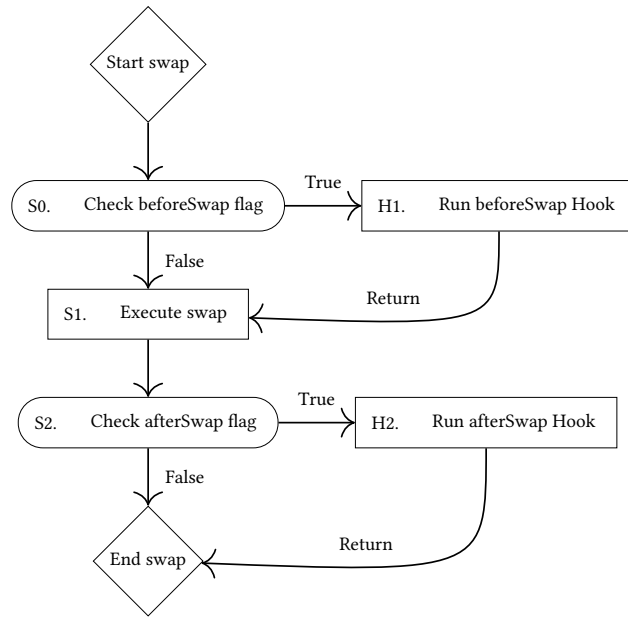 Start swap
S0. Check beforeSwap flag
True
H1. Run beforeSwap Hook
False
Return
S1. Execute swap
S2. Check afterSwap flag
True
H2. Run afterSwap Hook
False
Return
End swap